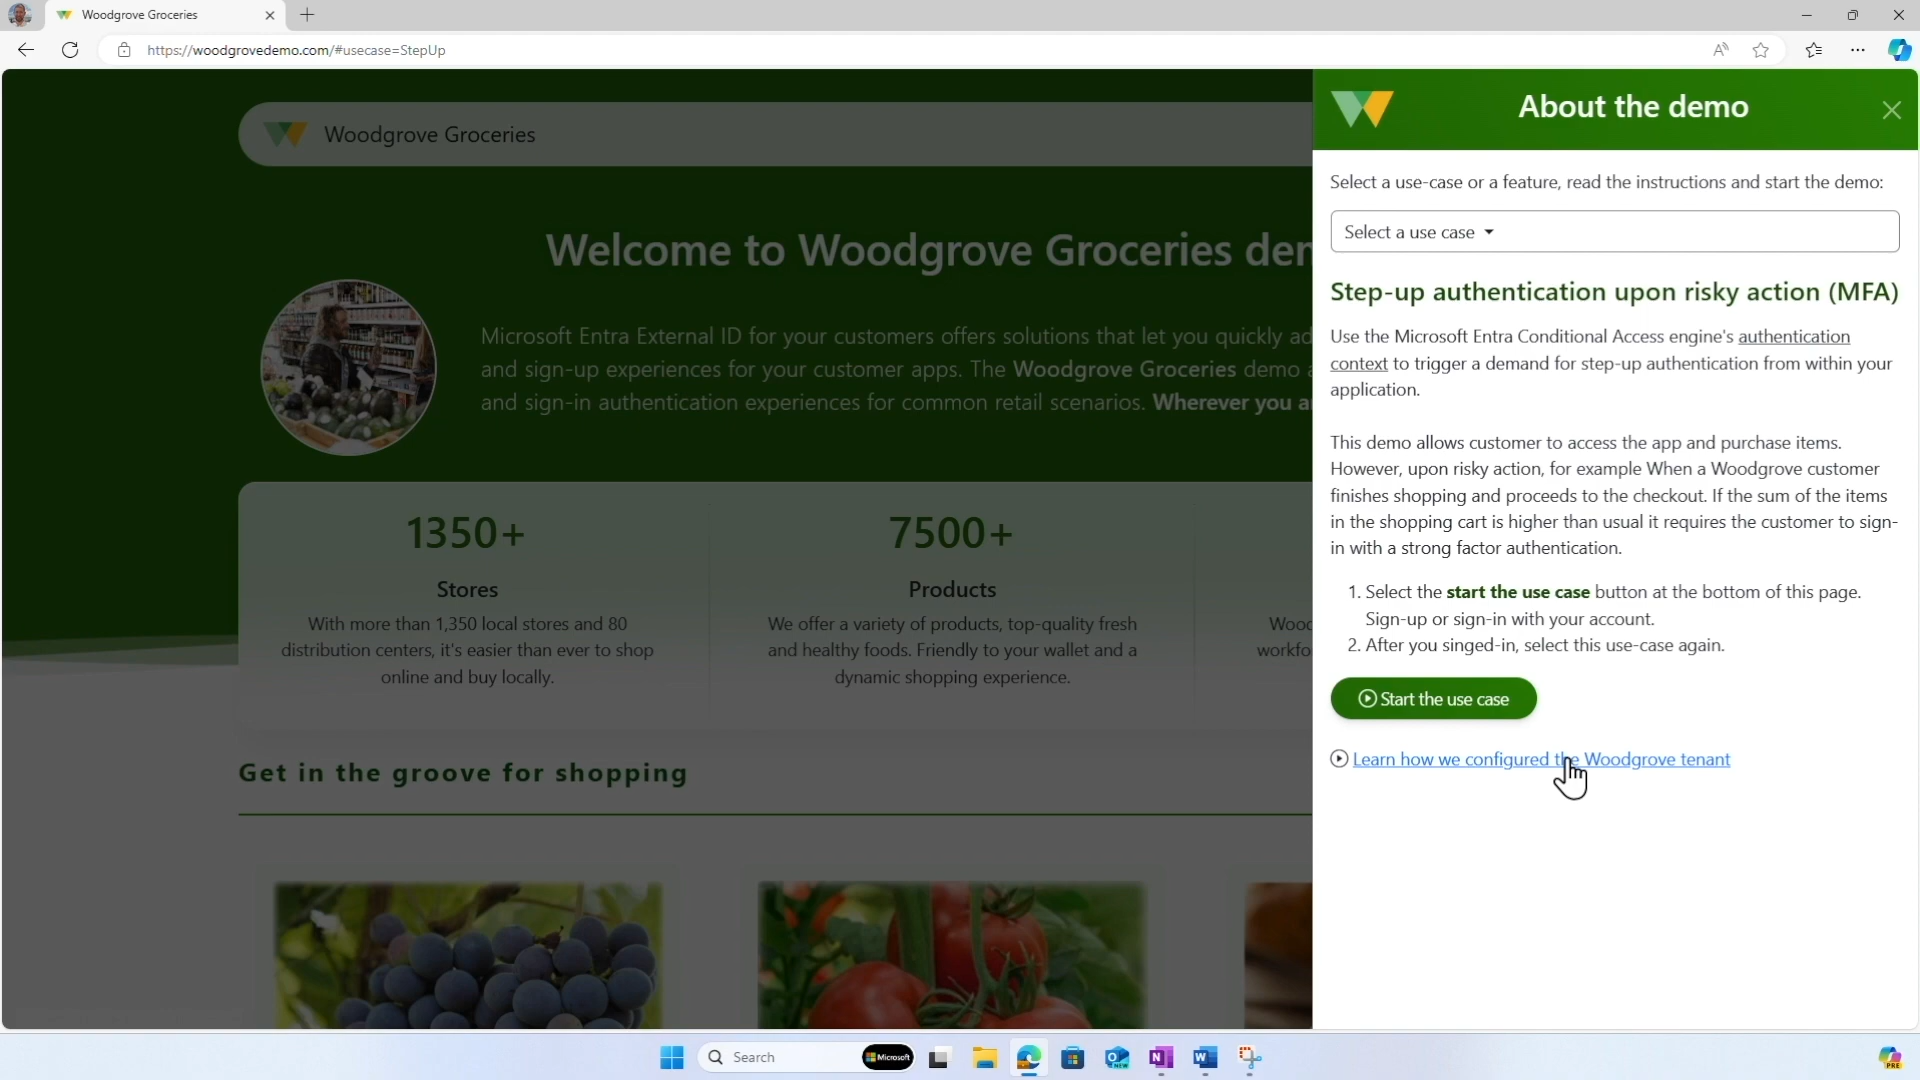 Woodgrove Groceries
https://woodgrovedemo.com/#usecase=StepUp
Woodgrove Groceries
Welcome to Woodgrove Groceries den
Microsoft Entra External ID for your customers offers solutions that let you quickly ad
and sign-up experiences for your customer apps. The Woodgrove Groceries demo a
and sign-in authentication experiences for common retail scenarios. Wherever you a
1350+
Stores
With more than 1,350 local stores and 80
distribution centers, it's easier than ever to shop
online and buy locally.
7500+
Products
We offer a variety of products, top-quality fresh
and healthy foods. Friendly to your wallet and a
dynamic shopping experience.
Wood
workfo
Get in the groove for shopping
About the demo
Select a use-case or a feature, read the instructions and start the demo:
Select a use case
Step-up authentication upon risky action (MFA)
Use the Microsoft Entra Conditional Access engine's authentication
context to trigger a demand for step-up authentication from within your
application.
This demo allows customer to access the app and purchase items.
However, upon risky action, for example When a Woodgrove customer
finishes shopping and proceeds to the checkout. If the sum of the items
in the shopping cart is higher than usual it requires the customer to sign-
in with a strong factor authentication.
1. Select the start the use case button at the bottom of this page.
Sign-up or sign-in with your account.
2. After you singed-in, select this use-case again.
Start the use case
Learn how we configured the Woodgrove tenant
Search
Microsoft
PRE